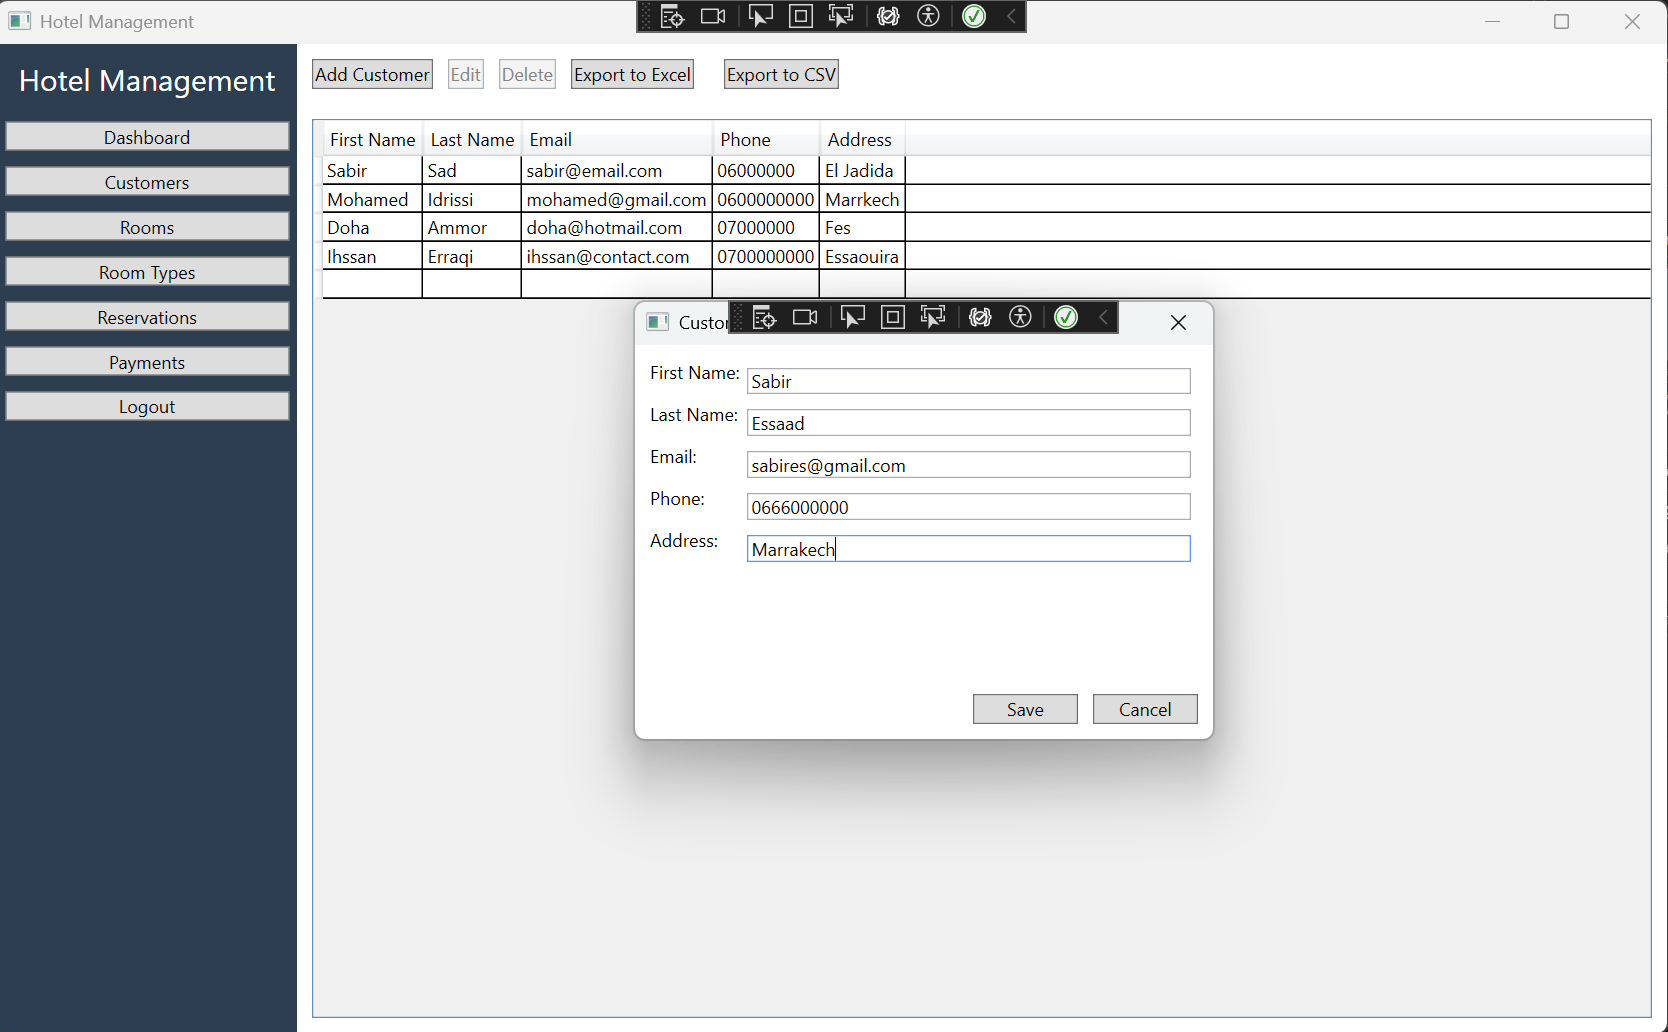 Hotel Management
Hotel Management
Dashboard
Customers
Rooms
Room Types
Reservations
Payments
Logout
Add Customer Edit Delete Export to Excel Export to CSV
First Name Last Name Email Phone Address
Sabir Sad sabir@email.com 06000000 El Jadida
Mohamed Idrissi mohamed@gmail.com 0600000000 Marrkech
Doha Ammor doha@hotmail.com 07000000 Fes
Ihssan Erraqi ihssan@contact.com 0700000000 Essaouira
First Name: Sabir
Last Name: Essaad
Email: sabires@gmail.com
Phone: 0666000000
Address: Marrakech
Save Cancel